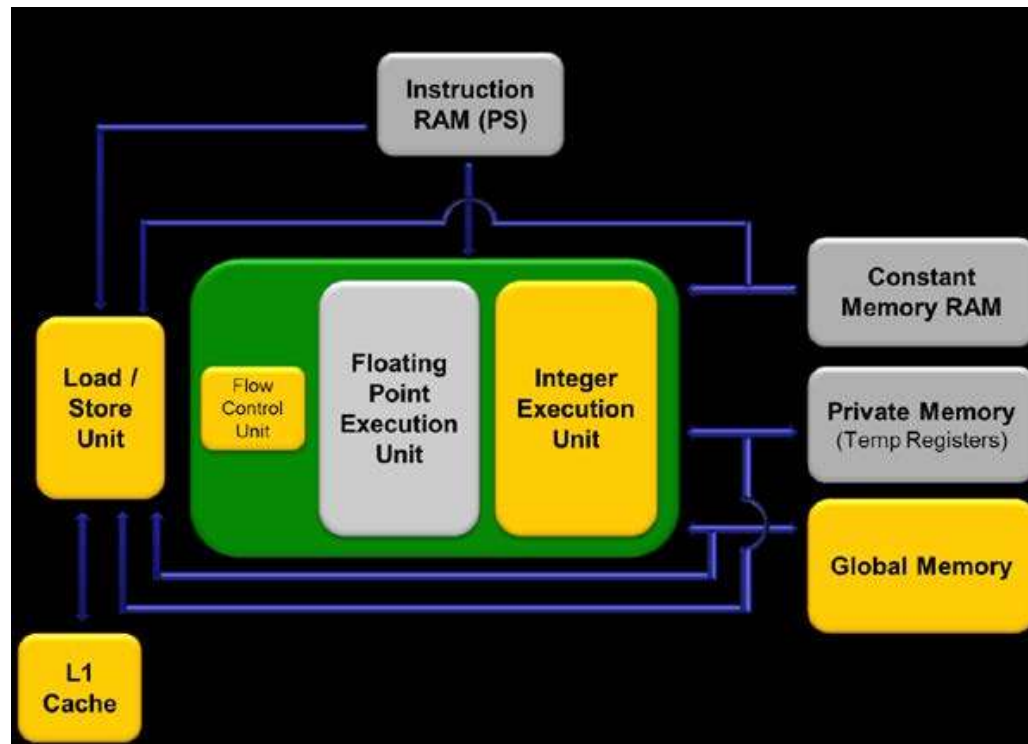 Instruction
RAM (PS)
Constant
Memory RAM
Load /
Store
Unit
Flow
Control
Unit
Floating
Point
Execution
Unit
Integer
Execution
Unit
Private Memory
(Temp Registers)
Global Memory
L1
Cache